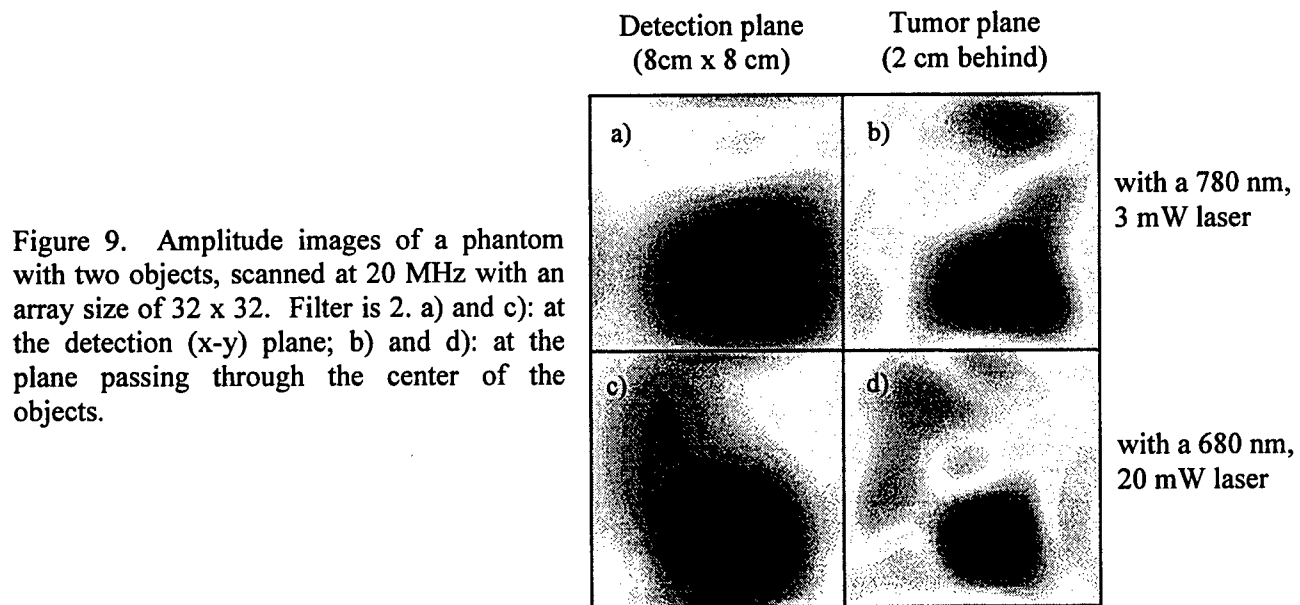 Detection plane
(8cm x 8 cm)
Tumor plane
(2 cm behind)
a)
b)
with a 780 nm,
3 mW laser
Figure 9. Amplitude images of a phantom
with two objects, scanned at 20 MHz with an
array size of 32 x 32. Filter is 2. a) and c): at
the detection (x-y) plane; b) and d): at the
plane passing through the center of the
objects.
c)
d)
with a 680 nm,
20 mW laser